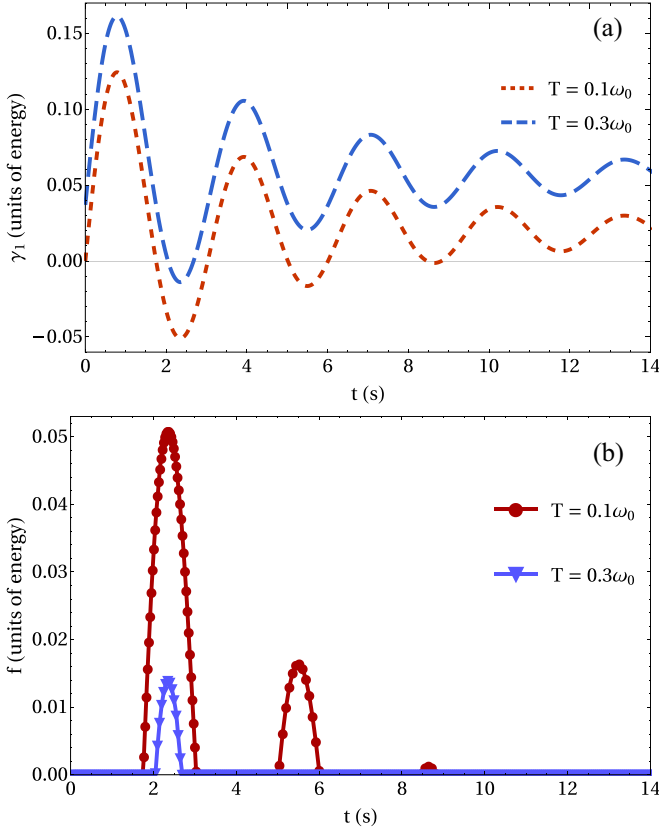 (a)
T = 0.1ω₀
T = 0.3ω₀
γ₁ (units of energy)
0.15
0.10
0.05
0.00
−0.05
0 2 4 6 8 10 12 14
t (s)
(b)
T = 0.1ω₀
T = 0.3ω₀
f (units of energy)
0.05
0.04
0.03
0.02
0.01
0.00
0 2 4 6 8 10 12 14
t (s)